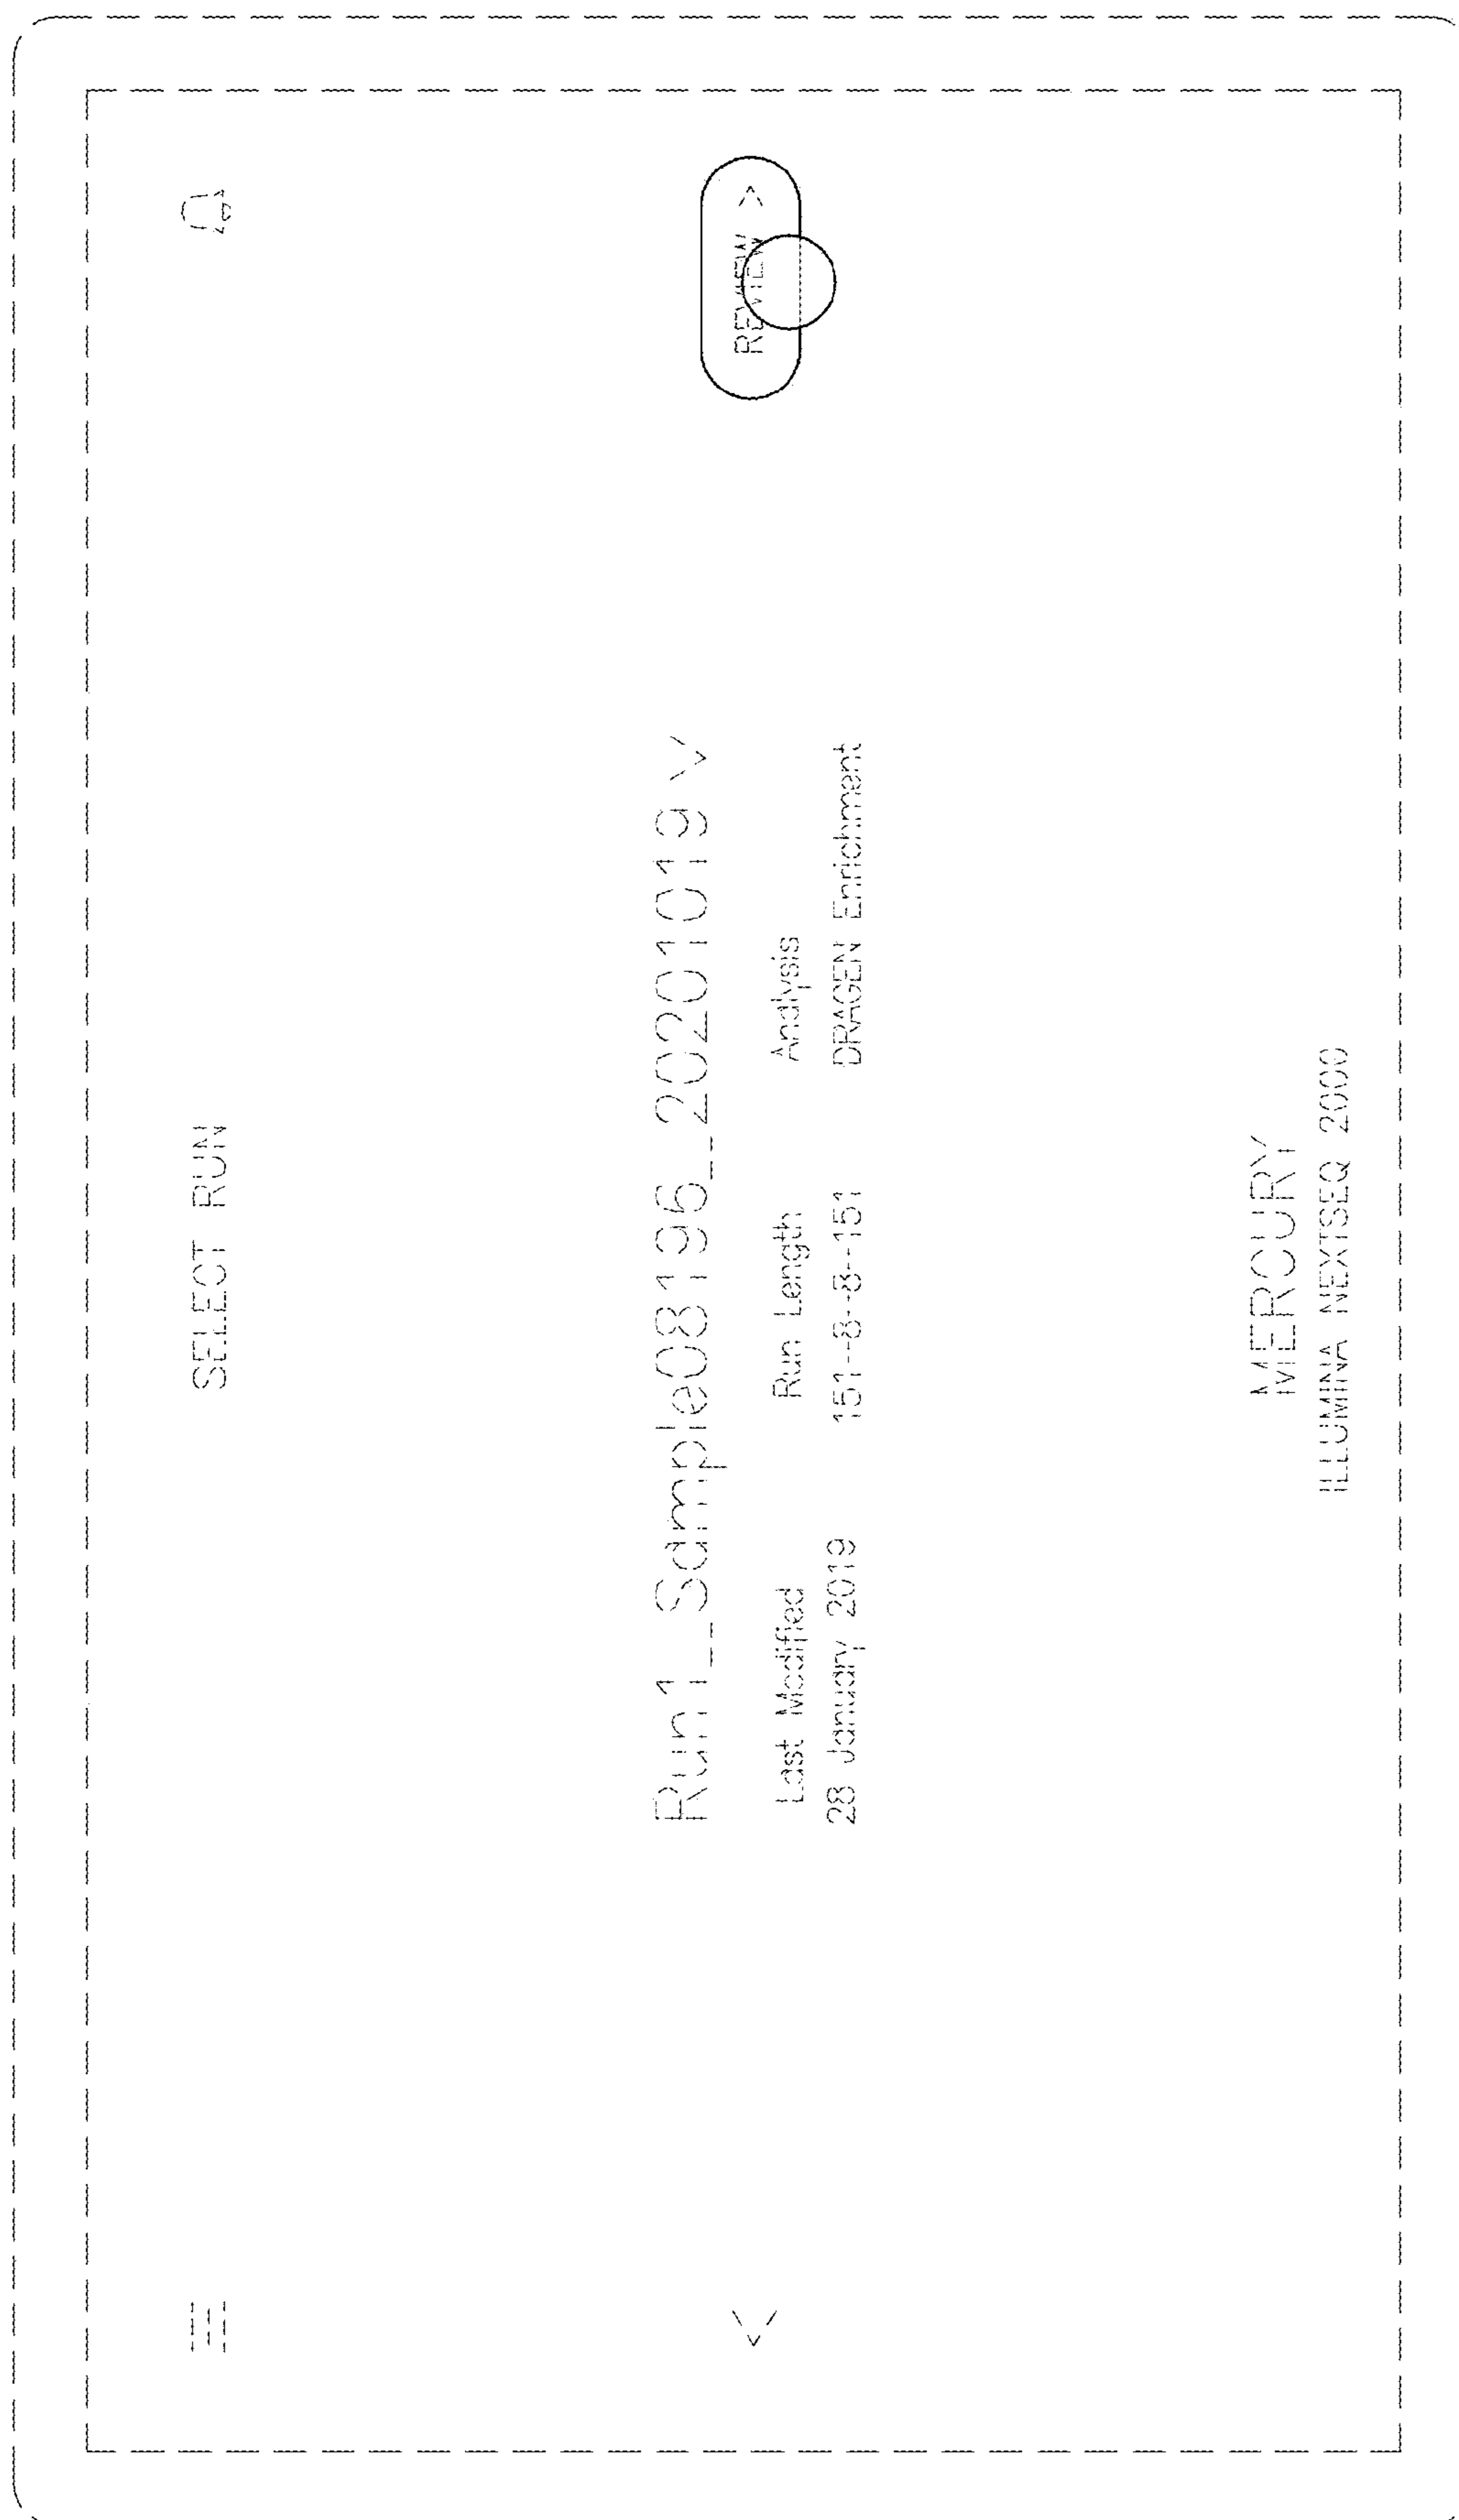 SELECT RUN
Run1_Sample08196_20201019
REVIEW >
Last Modified
28 January 2019
Run Length
151-8-8-151
Analysis
DRAGEN Enrichment
MERCURY
ILLUMINA NEXTSEQ 2000